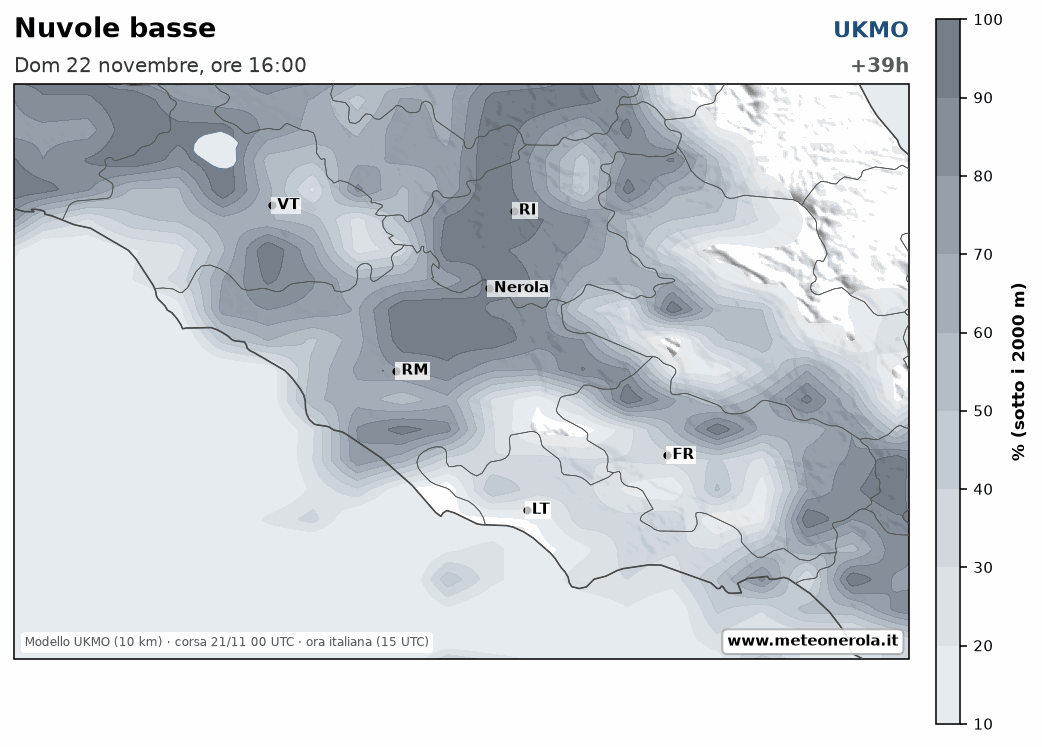 Nuvole basse
UKMO
Dom 22 novembre, ore 16:00
+39h
VT
RI
Nerola
RM
FR
LT
Modello UKMO (10 km) · corsa 21/11 00 UTC · ora italiana (15 UTC)
www.meteonerola.it
100
90
80
70
60
50
40
30
20
10
% (sotto i 2000 m)